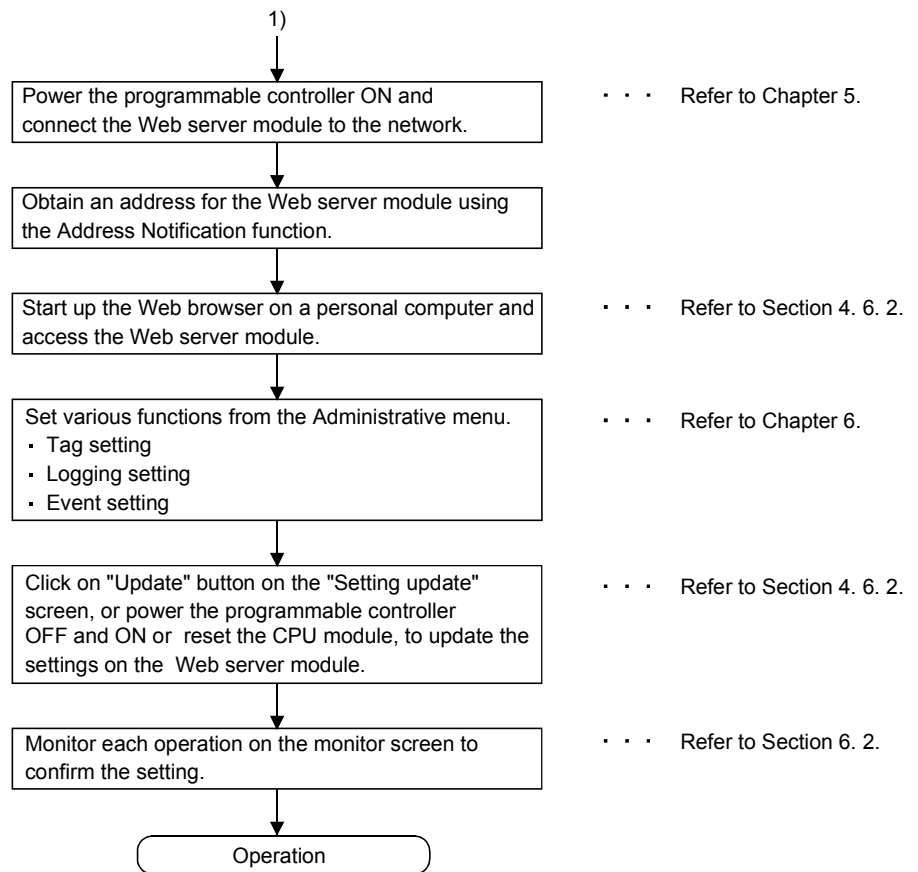 1)
Power the programmable controller ON and
connect the Web server module to the network.
· · · Refer to Chapter 5.
Obtain an address for the Web server module using
the Address Notification function.
Start up the Web browser on a personal computer and
access the Web server module.
· · · Refer to Section 4. 6. 2.
Set various functions from the Administrative menu.
· Tag setting
· Logging setting
· Event setting
· · · Refer to Chapter 6.
Click on "Update" button on the "Setting update"
screen, or power the programmable controller
OFF and ON or reset the CPU module, to update the
settings on the Web server module.
· · · Refer to Section 4. 6. 2.
Monitor each operation on the monitor screen to
confirm the setting.
· · · Refer to Section 6. 2.
Operation